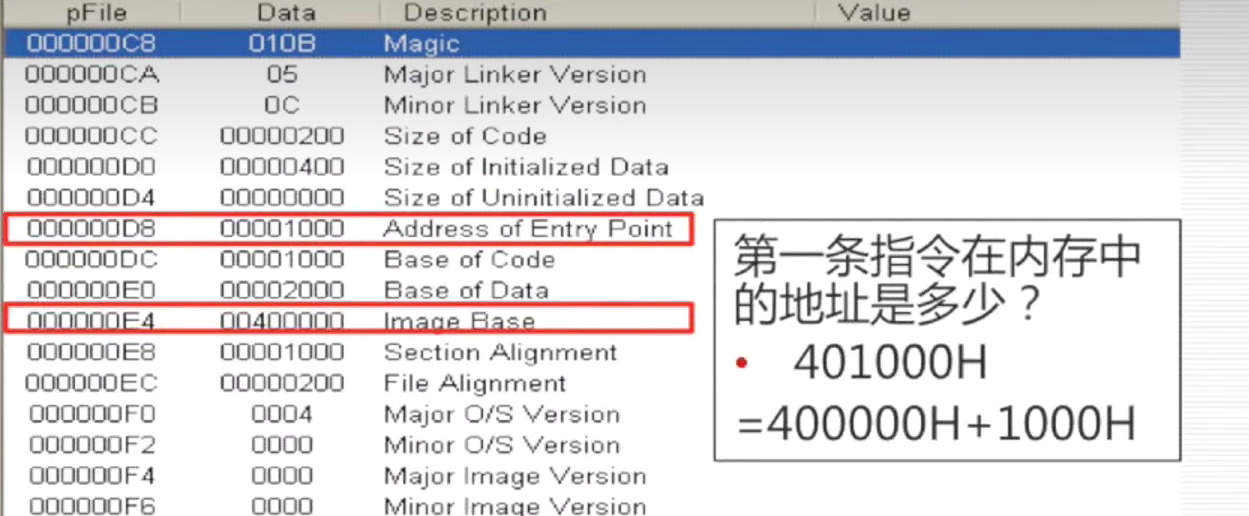 pFile Data Description Value
000000C8 010B Magic
000000CA 05 Major Linker Version
000000CB 0C Minor Linker Version
000000CC 00000200 Size of Code
000000D0 00000400 Size of Initialized Data
000000D4 00000000 Size of Uninitialized Data
000000D8 00001000 Address of Entry Point
000000DC 00001000 Base of Code
000000E0 00002000 Base of Data
000000E4 00400000 Image Base
000000E8 00001000 Section Alignment
000000EC 00000200 File Alignment
000000F0 0004 Major O/S Version
000000F2 0000 Minor O/S Version
000000F4 0000 Major Image Version
000000F6 0000 Minor Image Version
第一条指令在内存中
的地址是多少？
• 401000H
=400000H+1000H